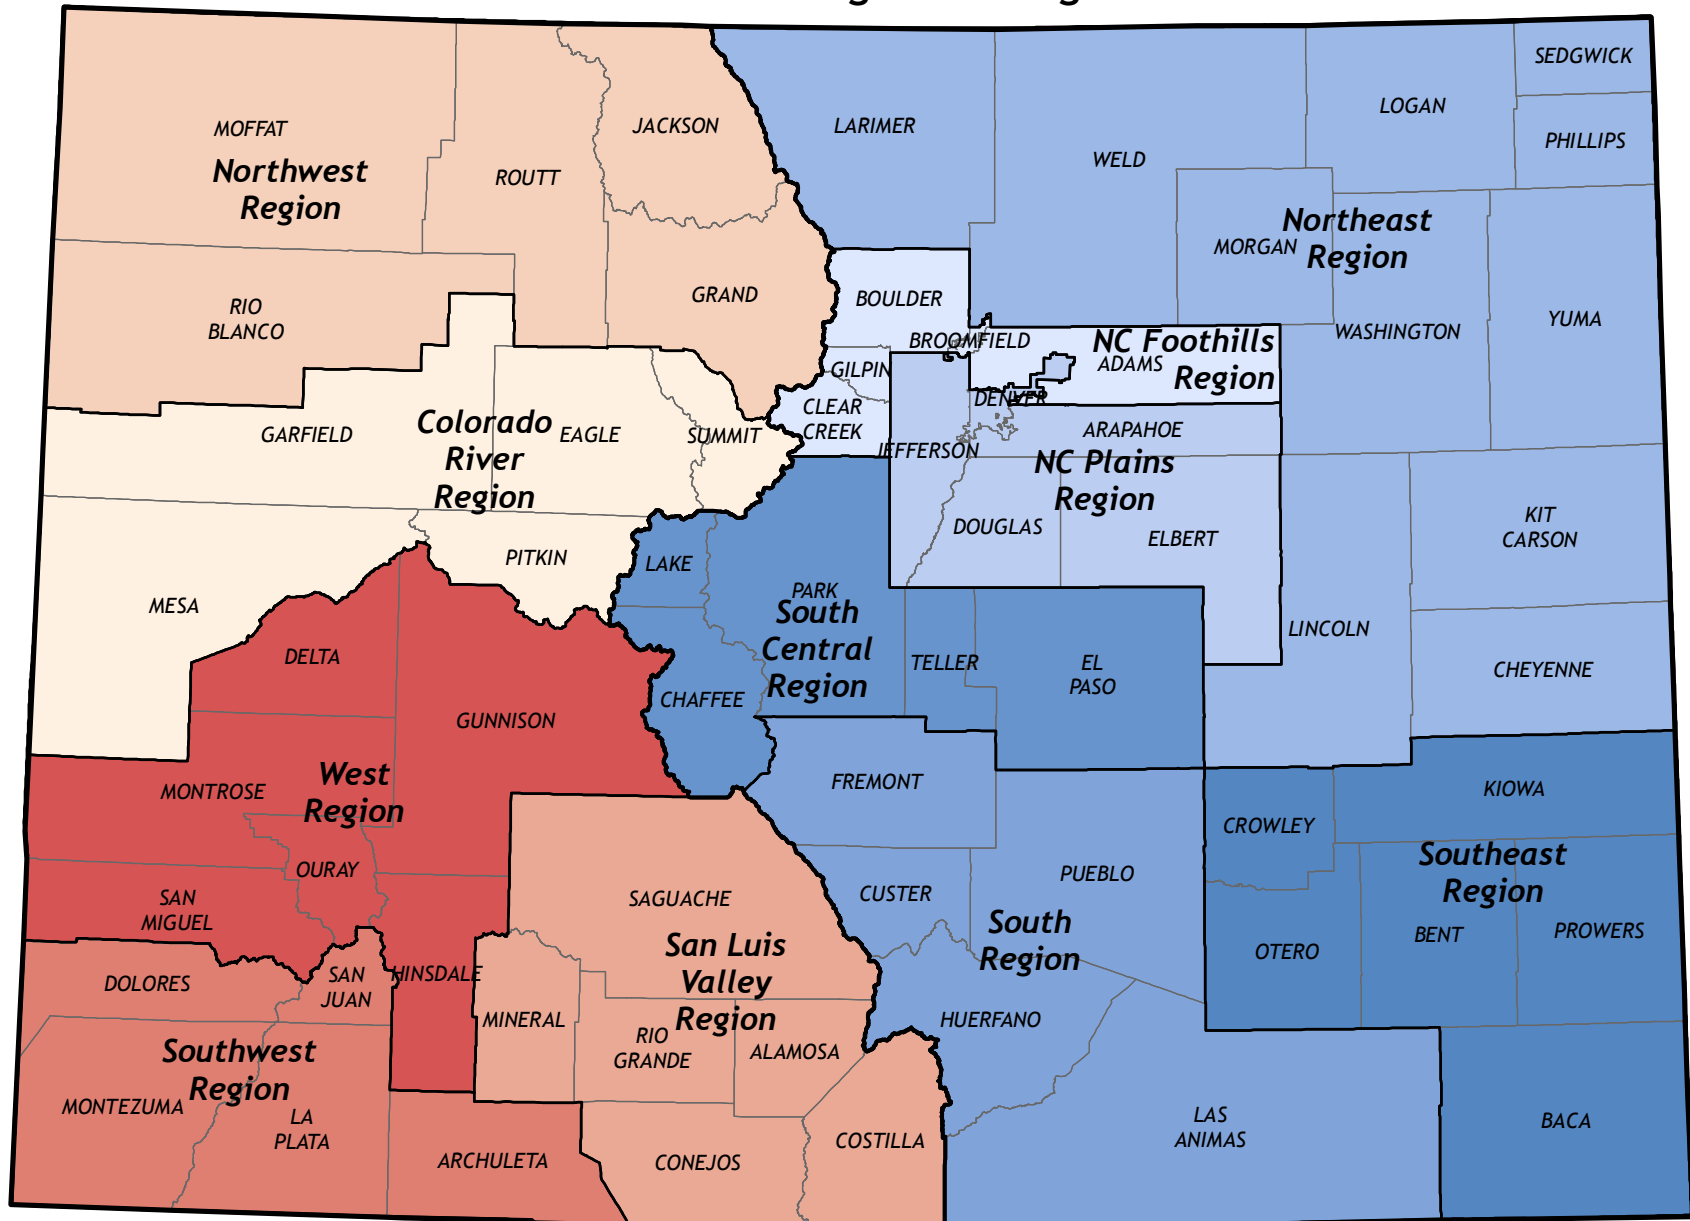 SEDGWICK
LOGAN
MOFFAT
JACKSON
LARIMER
PHILLIPS
WELD
Northwest
Region
ROUTT
Northeast
Region
MORGAN
RIO
BLANCO
GRAND
BOULDER
YUMA
WASHINGTON
BROOMFIELD
NC Foothills
Region
ADAMS
GILPIN
DENVER
CLEAR
CREEK
Colorado
River
Region
GARFIELD
EAGLE
SUMMIT
ARAPAHOE
JEFFERSON
NC Plains
Region
KIT
CARSON
DOUGLAS
ELBERT
PITKIN
LAKE
MESA
PARK
South
Central
Region
LINCOLN
DELTA
TELLER
EL
PASO
CHEYENNE
CHAFFEE
GUNNISON
West
Region
MONTROSE
FREMONT
KIOWA
CROWLEY
Southeast
Region
OURAY
PUEBLO
SAN
MIGUEL
SAGUACHE
CUSTER
South
Region
PROWERS
BENT
OTERO
San Luis
Valley
Region
HINSDALE
SAN
JUAN
DOLORES
MINERAL
HUERFANO
RIO
GRANDE
ALAMOSA
Southwest
Region
MONTEZUMA
LA
PLATA
LAS
ANIMAS
BACA
COSTILLA
ARCHULETA
CONEJOS